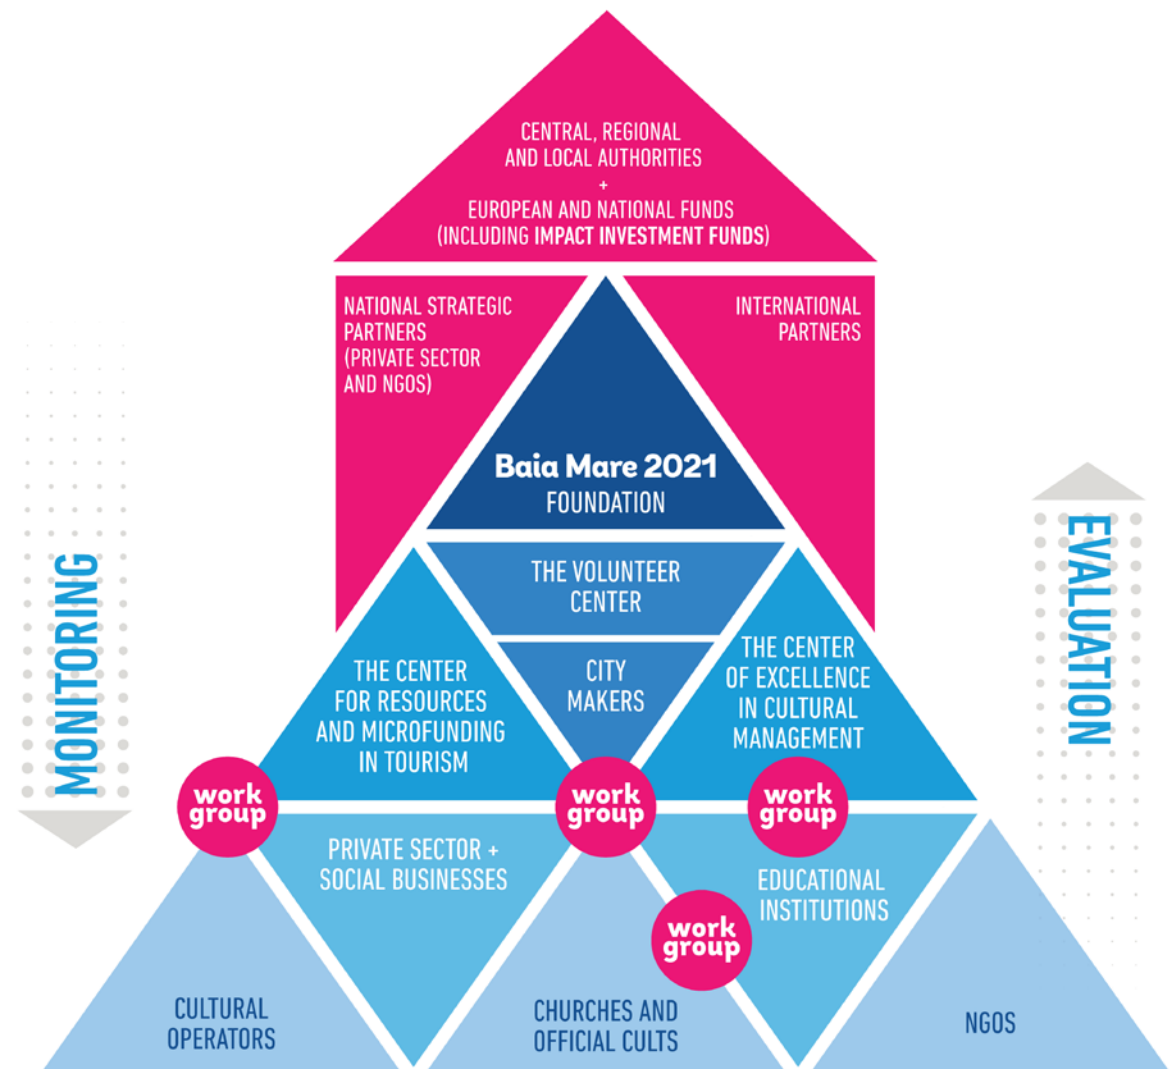 CENTRAL, REGIONAL
AND LOCAL AUTHORITIES
+
EUROPEAN AND NATIONAL FUNDS
(INCLUDING IMPACT INVESTMENT FUNDS)
NATIONAL STRATEGIC
PARTNERS
(PRIVATE SECTOR
AND NGOS)
INTERNATIONAL
PARTNERS
Baia Mare 2021
FOUNDATION
THE VOLUNTEER
CENTER
CITY
MAKERS
THE CENTER
FOR RESOURCES
AND MICROFUNDING
IN TOURISM
THE CENTER
OF EXCELLENCE
IN CULTURAL
MANAGEMENT
MONITORING
EVALUATION
work
group
work
group
work
group
PRIVATE SECTOR +
SOCIAL BUSINESSES
EDUCATIONAL
INSTITUTIONS
work
group
CULTURAL
OPERATORS
CHURCHES AND
OFFICIAL CULTS
NGOS